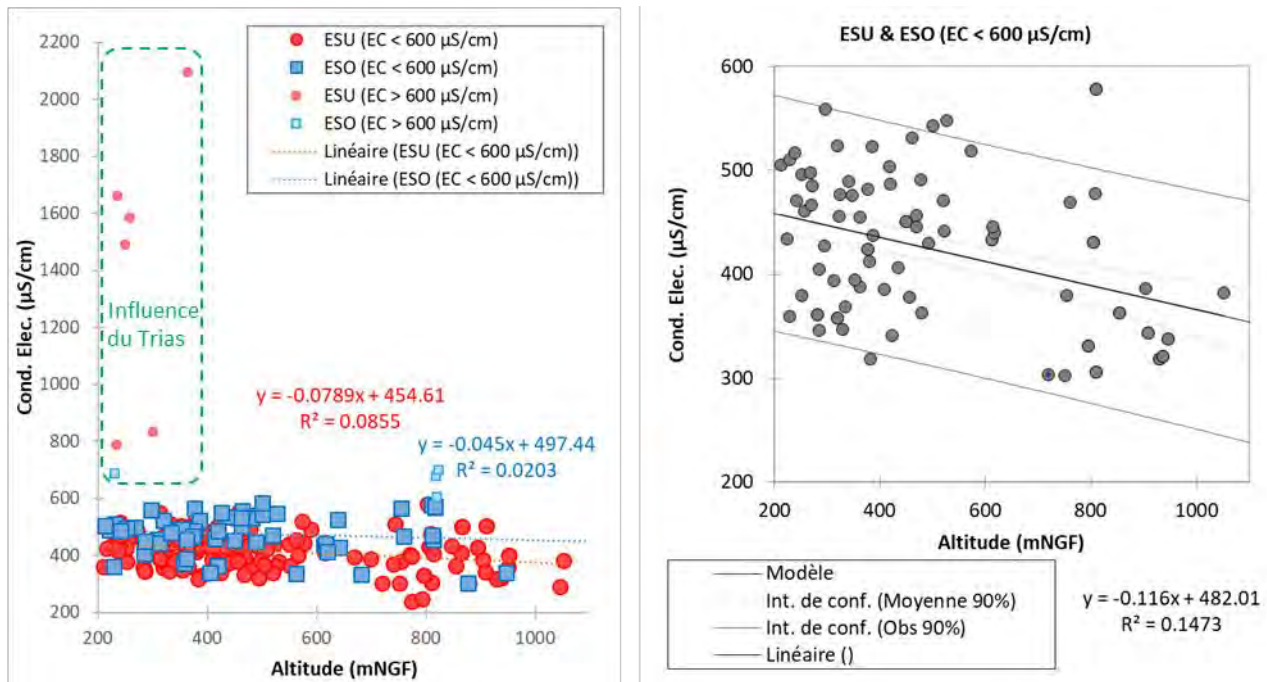 2200
2000
1800
1600
1400
1200
1000
800
600
400
200
Cond. Elec. (µS/cm)
ESU (EC < 600 µS/cm)
ESO (EC < 600 µS/cm)
ESU (EC > 600 µS/cm)
ESO (EC > 600 µS/cm)
Linéaire (ESU (EC < 600 µS/cm))
Linéaire (ESO (EC < 600 µS/cm))
Influence
du Trias
y = -0.0789x + 454.61
R² = 0.0855
y = -0.045x + 497.44
R² = 0.0203
200 400 600 800 1000
Altitude (mNGF)
ESU & ESO (EC < 600 µS/cm)
600
500
400
300
200
Cond. Elec. (µS/cm)
200 400 600 800 1000
Altitude (mNGF)
Modèle
Int. de conf. (Moyenne 90%)
Int. de conf. (Obs 90%)
Linéaire ()
y = -0.116x + 482.01
R² = 0.1473